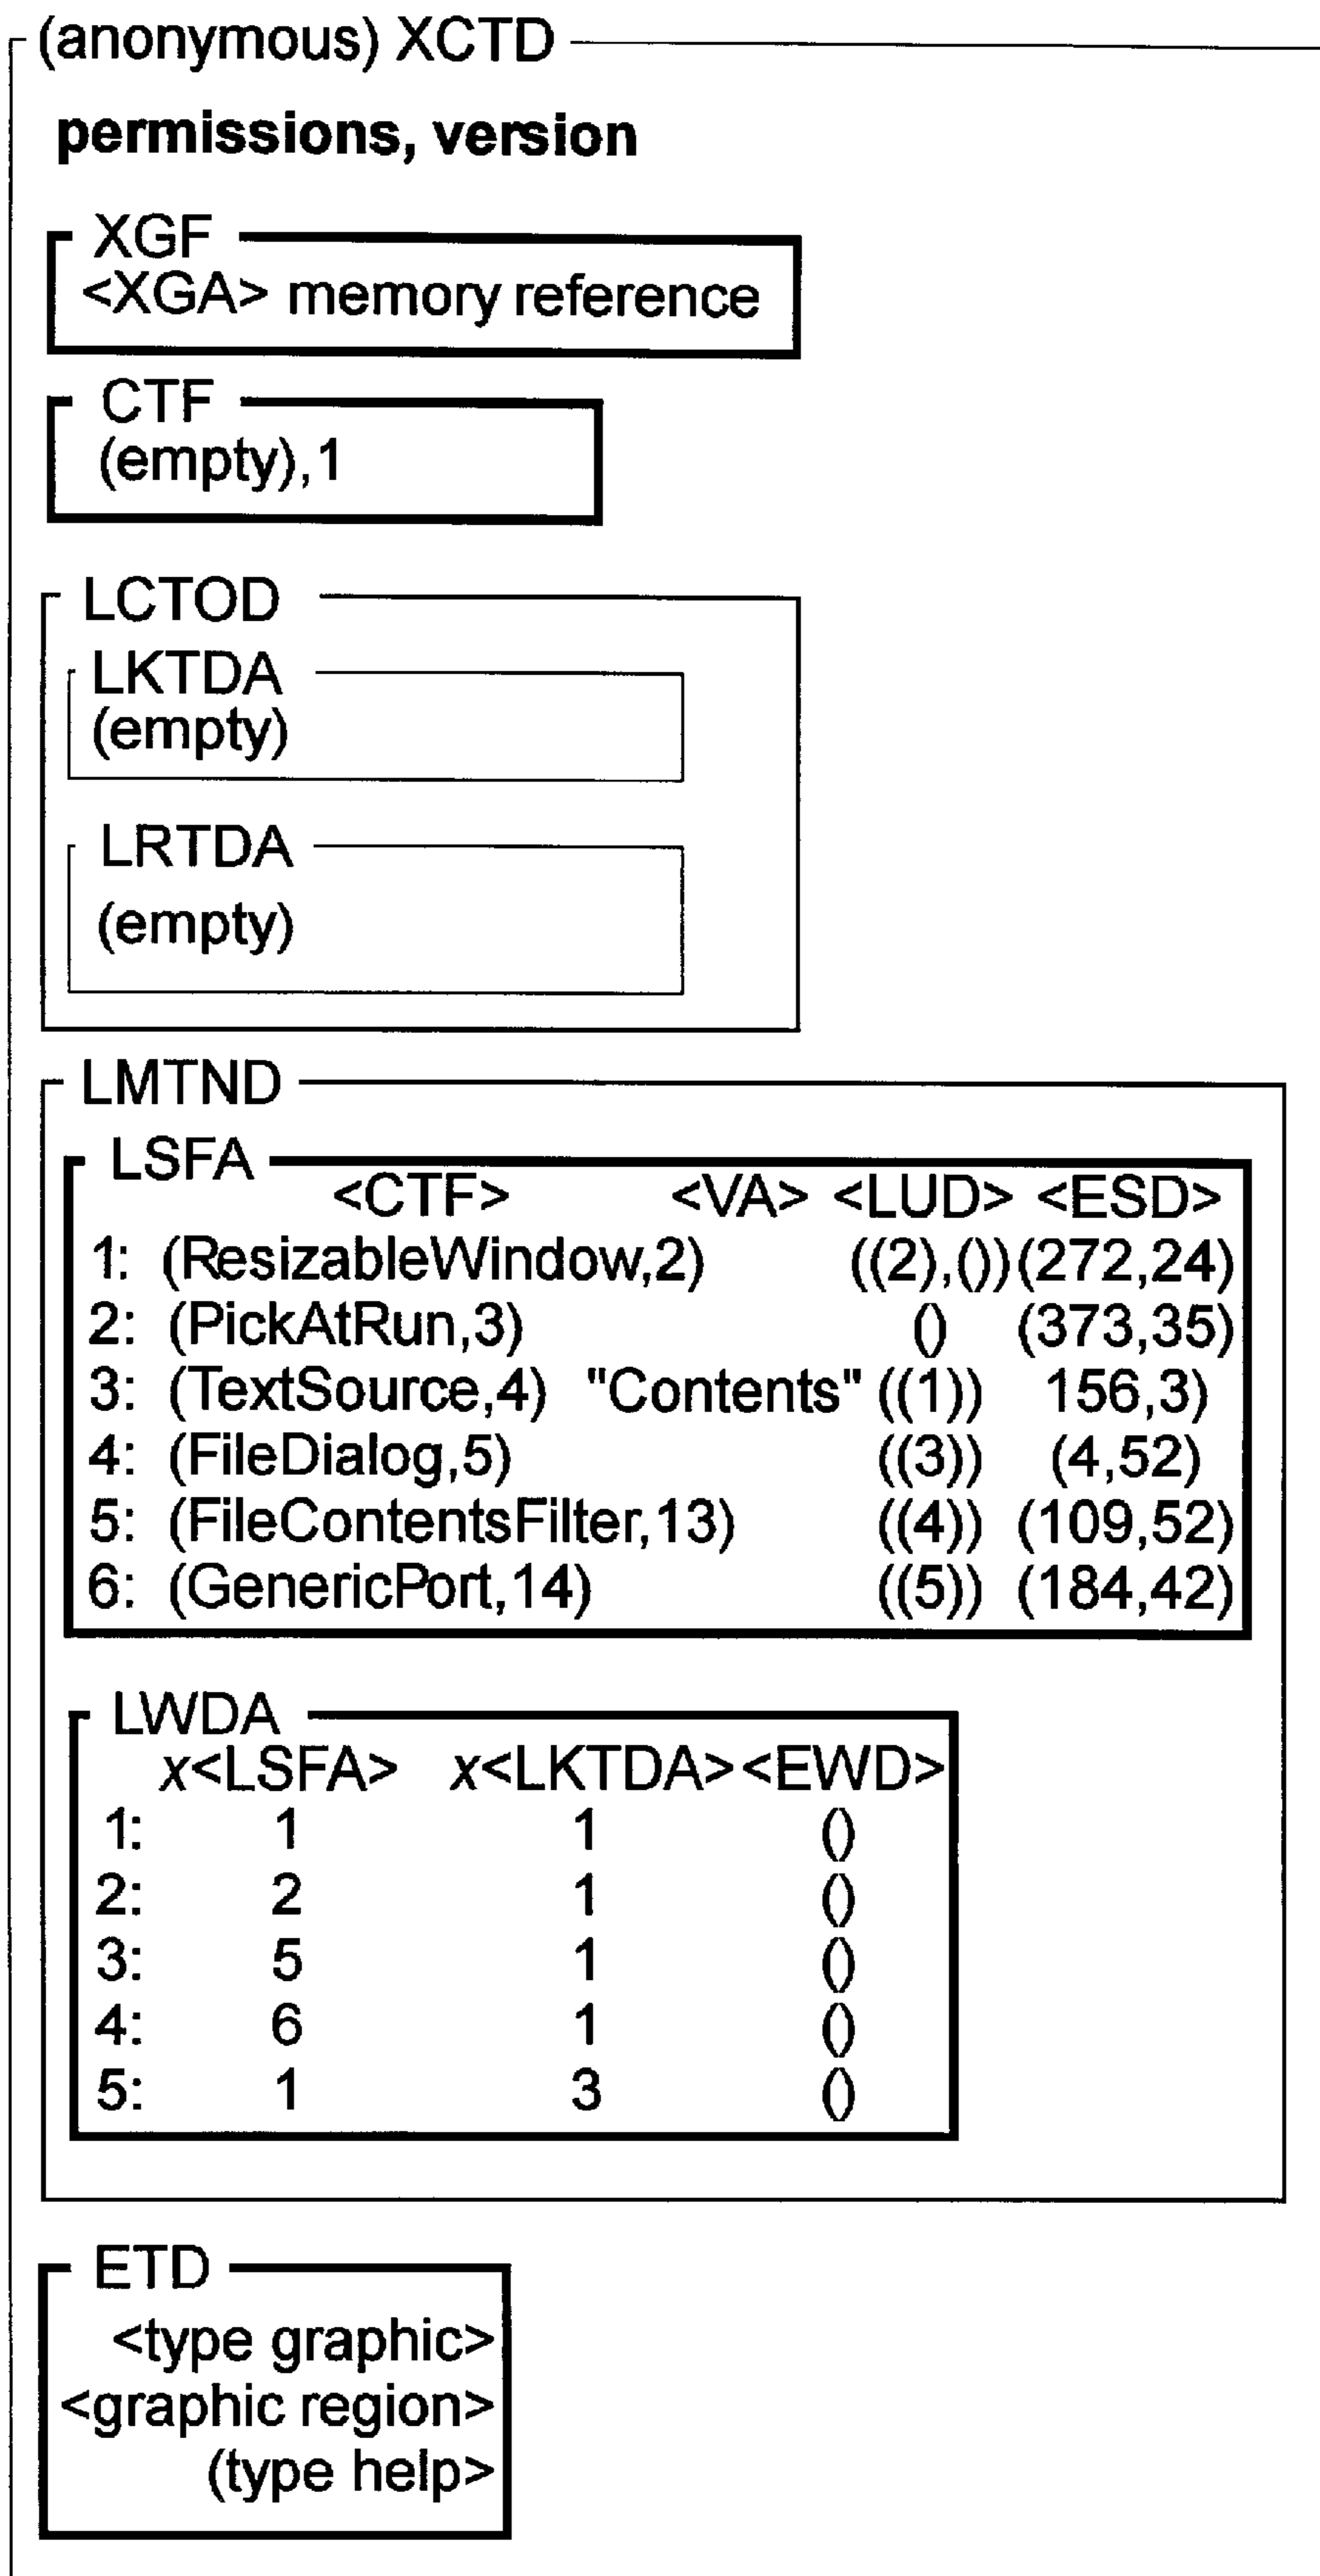 (anonymous) XCTD
permissions, version
XGF
<XGA> memory reference
CTF
(empty),1
LCTOD
LKTDA
(empty)
LRTDA
(empty)
LMTND
LSFA
<CTF> <VA> <LUD> <ESD>
1: (ResizableWindow,2) ((2),()) (272,24)
2: (PickAtRun,3) () (373,35)
3: (TextSource,4) "Contents" ((1)) 156,3)
4: (FileDialog,5) ((3)) (4,52)
5: (FileContentsFilter,13) ((4)) (109,52)
6: (GenericPort,14) ((5)) (184,42)
LWDA
x<LSFA> x<LKTDA> <EWD>
1: 1 1 ()
2: 2 1 ()
3: 5 1 ()
4: 6 1 ()
5: 1 3 ()
ETD
<type graphic>
<graphic region>
(type help>